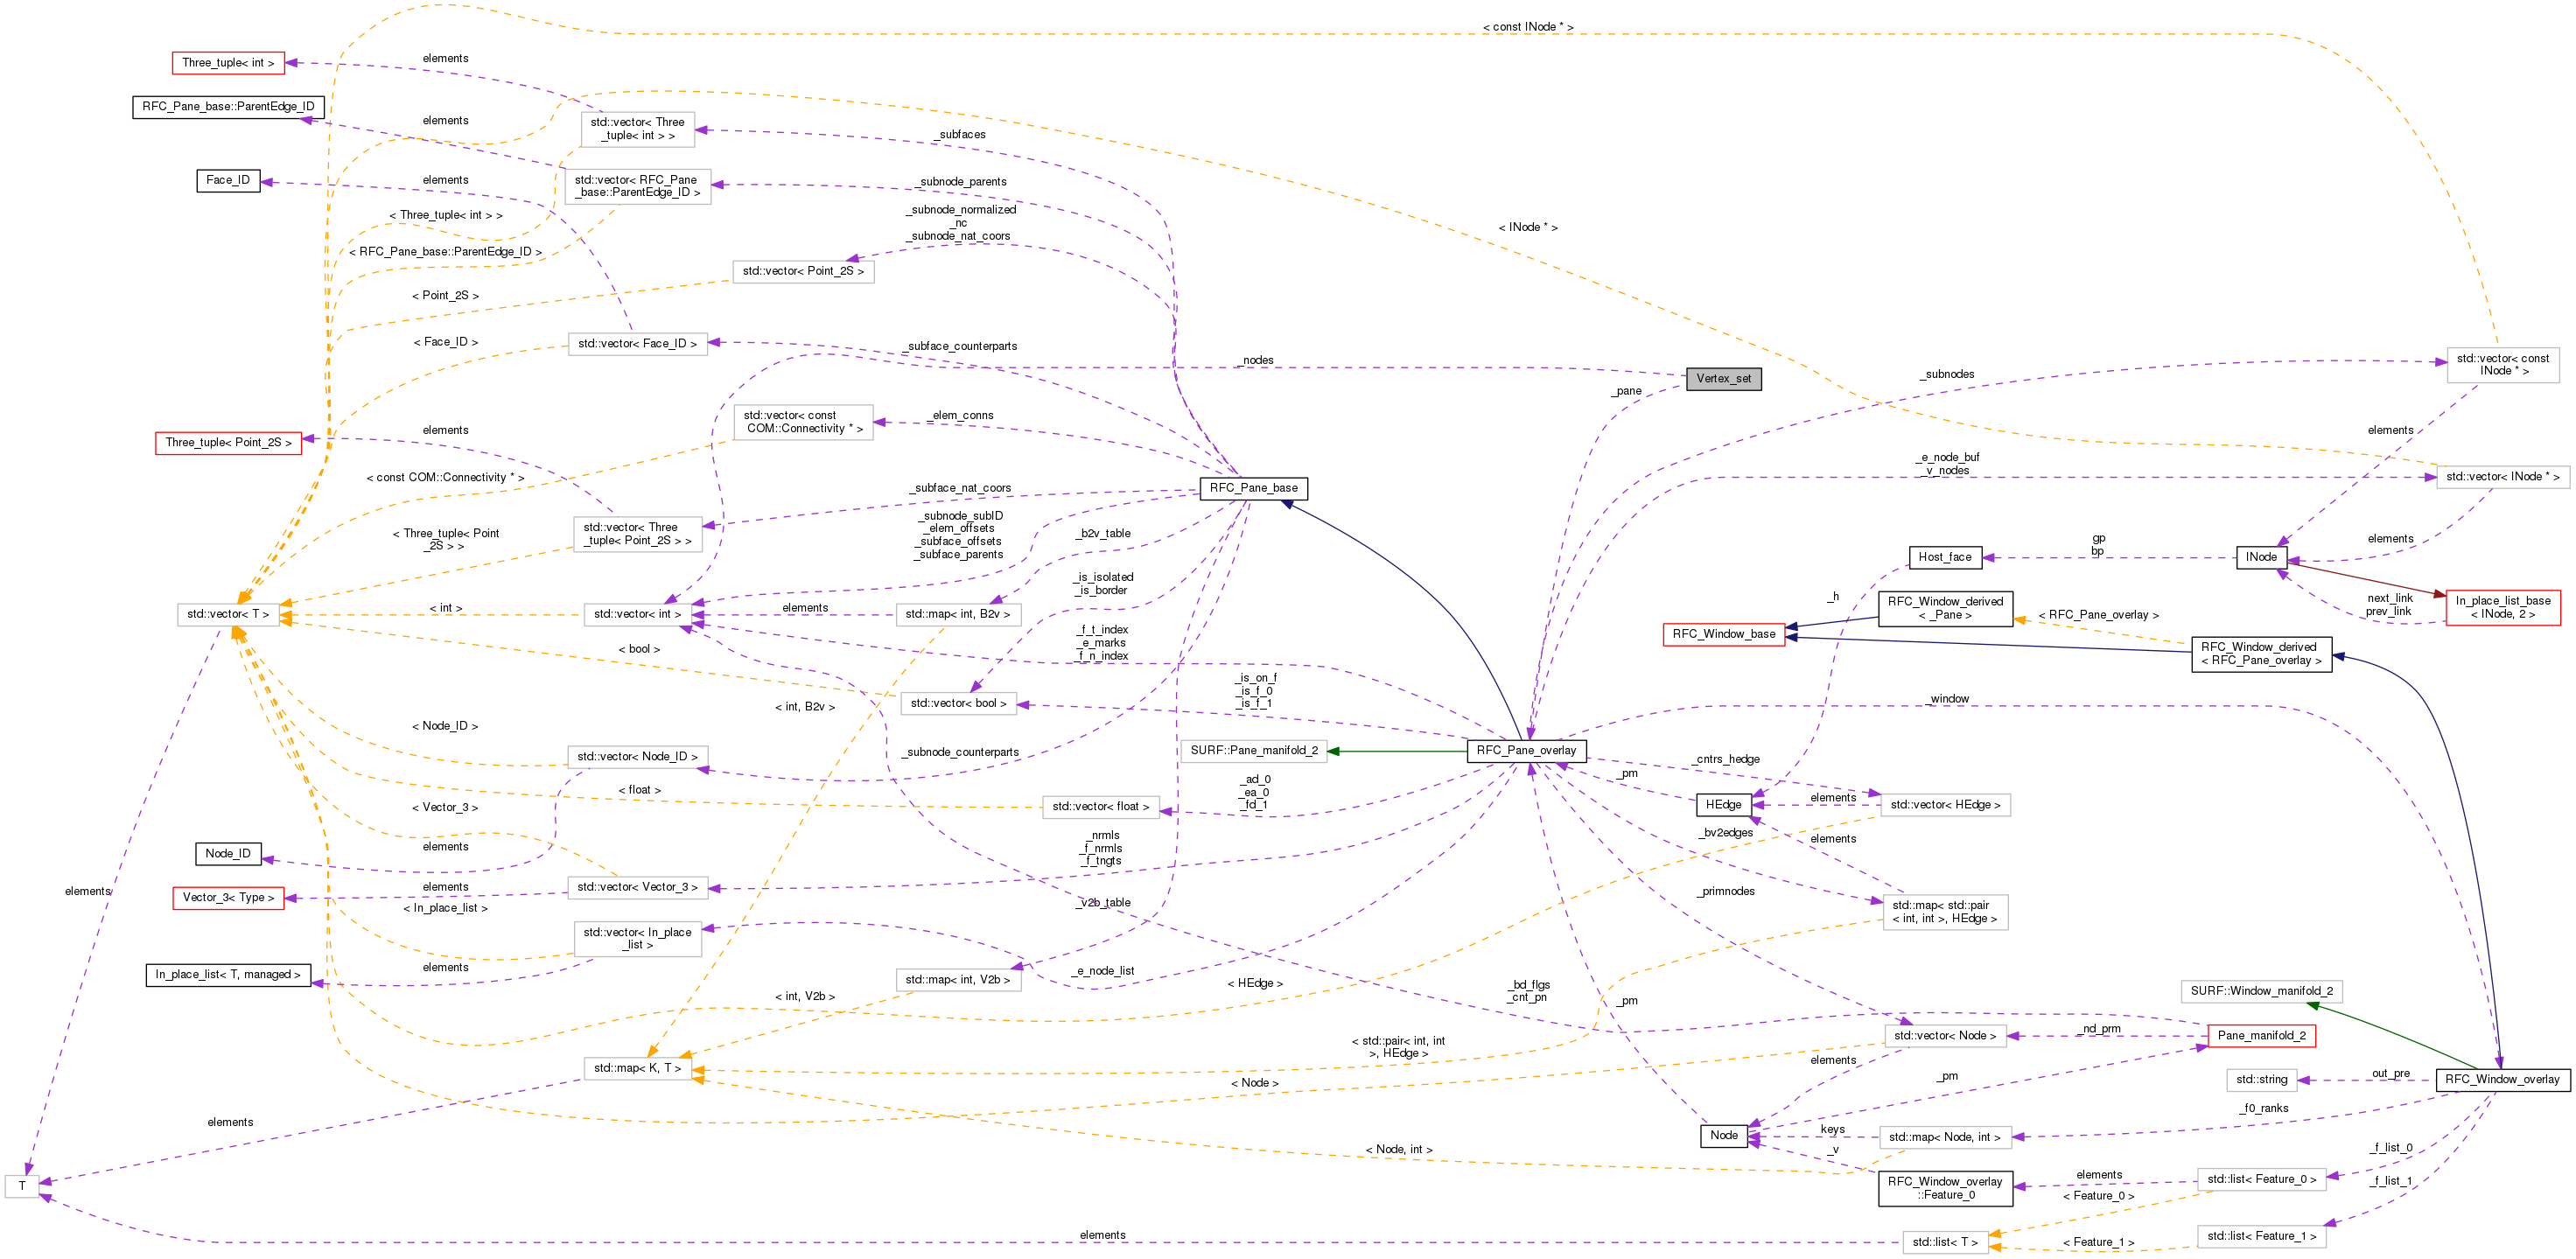 < const INode * >
Three_tuple< int >
elements
RFC_Pane_base::ParentEdge_ID
elements
std::vector< Three
_tuple< int > >
_subfaces
Face_ID
elements
std::vector< RFC_Pane
_base::ParentEdge_ID >
_subnode_parents
< Three_tuple< int > >
_subnode_normalized
_nc
_subnode_nat_coors
< INode * >
< RFC_Pane_base::ParentEdge_ID >
std::vector< Point_2S >
< Point_2S >
< Face_ID >
std::vector< Face_ID >
_subface_counterparts
_nodes
Vertex_set
_pane
_subnodes
std::vector< const
INode * >
std::vector< const
COM::Connectivity * >
_elem_conns
Three_tuple< Point_2S >
elements
elements
< const COM::Connectivity * >
_subface_nat_coors
RFC_Pane_base
_e_node_buf
_v_nodes
std::vector< INode * >
< Three_tuple< Point
_2S > >
std::vector< Three
_tuple< Point_2S > >
_subnode_subID
_elem_offsets
_subface_offsets
_subface_parents
_b2v_table
elements
Host_face
gp
bp
INode
_is_isolated
_is_border
_h
RFC_Window_derived
< _Pane >
next_link
prev_link
In_place_list_base
< INode, 2 >
std::vector< T >
< int >
std::vector< int >
elements
std::map< int, B2v >
< RFC_Pane_overlay >
RFC_Window_base
_f_t_index
_e_marks
_f_n_index
RFC_Window_derived
< RFC_Pane_overlay >
< bool >
std::vector< bool >
_is_on_f
_is_f_0
_is_f_1
< int, B2v >
_window
< Node_ID >
std::vector< Node_ID >
_subnode_counterparts
SURF::Pane_manifold_2
RFC_Pane_overlay
_cntrs_hedge
_pm
< float >
std::vector< float >
_ad_0
_ea_0
_fd_1
HEdge
elements
std::vector< HEdge >
< Vector_3 >
_nrmls
_f_nrmls
_f_tngts
_bv2edges
elements
Node_ID
elements
elements
Vector_3< Type >
elements
std::vector< Vector_3 >
_primnodes
< In_place_list >
_v2b_table
std::map< std::pair
< int, int >, HEdge >
std::vector< In_place
_list >
In_place_list< T, managed >
elements
std::map< int, V2b >
_e_node_list
< HEdge >
_bd_flgs
_cnt_pn
_pm
SURF::Window_manifold_2
< int, V2b >
std::vector< Node >
_nd_prm
Pane_manifold_2
< std::pair< int, int
>, HEdge >
std::map< K, T >
elements
_pm
std::string
out_pre
RFC_Window_overlay
< Node >
_f0_ranks
elements
Node
keys
std::map< Node, int >
< Node, int >
_v
_f_list_0
T
RFC_Window_overlay
::Feature_0
elements
std::list< Feature_0 >
_f_list_1
< Feature_0 >
elements
std::list< T >
< Feature_1 >
std::list< Feature_1 >